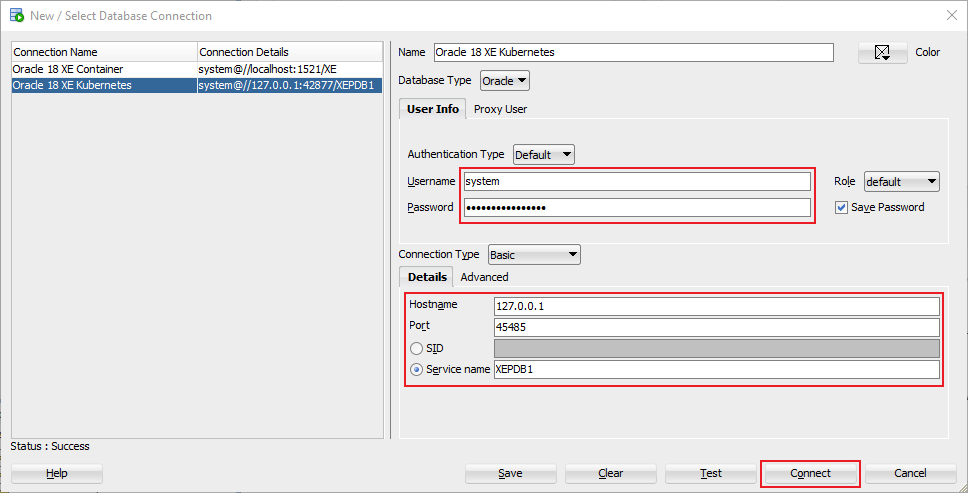 New / Select Database Connection
Connection Name Connection Details
Oracle 18 XE Container system@//localhost:1521/XE
Oracle 18 XE Kubernetes system@//127.0.0.1:42877/XEPDB1
Name Oracle 18 XE Kubernetes Color
Database Type Oracle
User Info Proxy User
Authentication Type Default
Username system Role default
Password •••••••••••••••• Save Password
Connection Type Basic
Details Advanced
Hostname 127.0.0.1
Port 45485
SID
Service name XEPDB1
Status : Success
Help Save Clear Test Connect Cancel